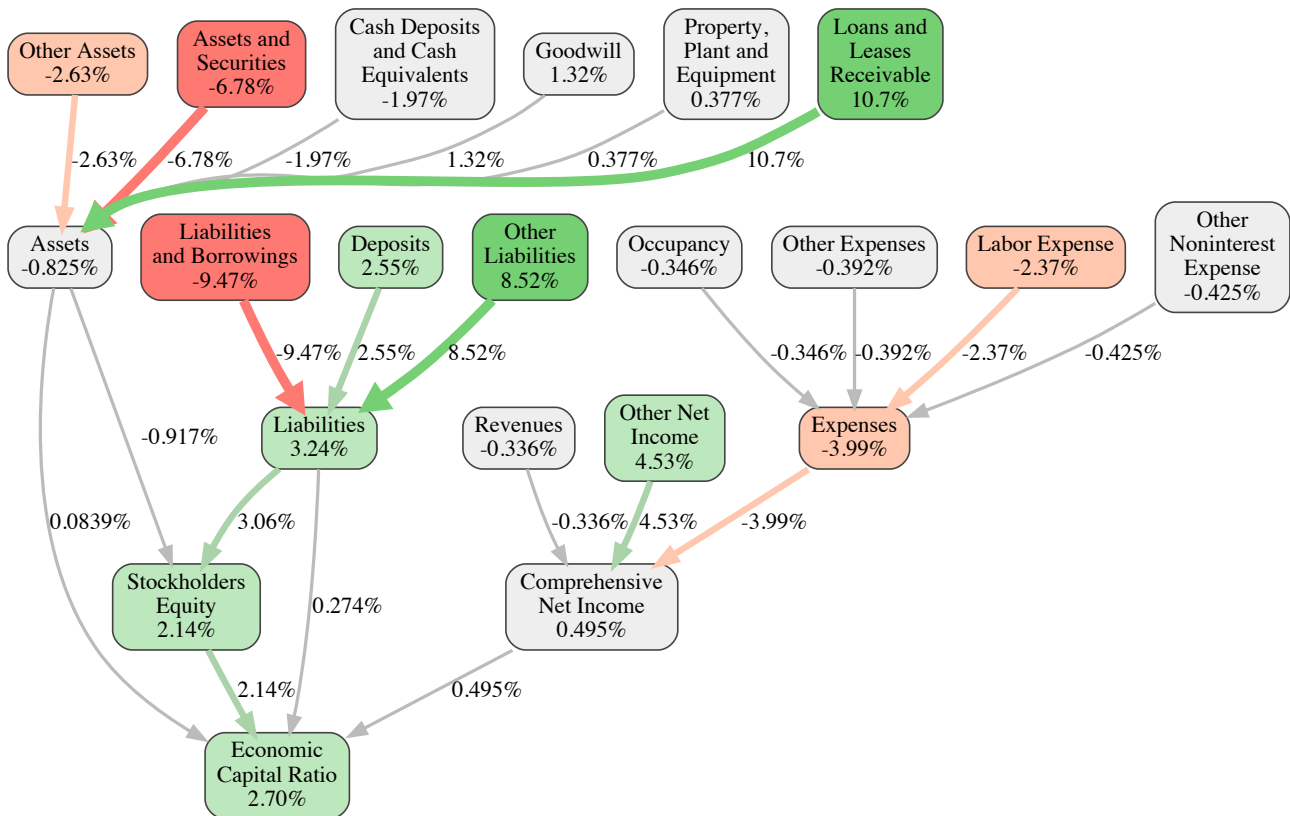 Other Assets
-2.63%
Assets and
Securities
-6.78%
Cash Deposits
and Cash
Equivalents
-1.97%
Goodwill
1.32%
Property,
Plant and
Equipment
0.377%
Loans and
Leases
Receivable
10.7%
-2.63%
-6.78%
-1.97%
1.32%
0.377%
10.7%
Assets
-0.825%
Liabilities
and Borrowings
-9.47%
Deposits
2.55%
Other
Liabilities
8.52%
Occupancy
-0.346%
Other Expenses
-0.392%
Labor Expense
-2.37%
Other
Noninterest
Expense
-0.425%
-9.47%
2.55%
8.52%
-0.346%
-0.392%
-2.37%
-0.425%
-0.917%
Liabilities
3.24%
Revenues
-0.336%
Other Net
Income
4.53%
Expenses
-3.99%
0.0839%
3.06%
-0.336%
4.53%
-3.99%
Stockholders
Equity
2.14%
0.274%
Comprehensive
Net Income
0.495%
2.14%
0.495%
Economic
Capital Ratio
2.70%